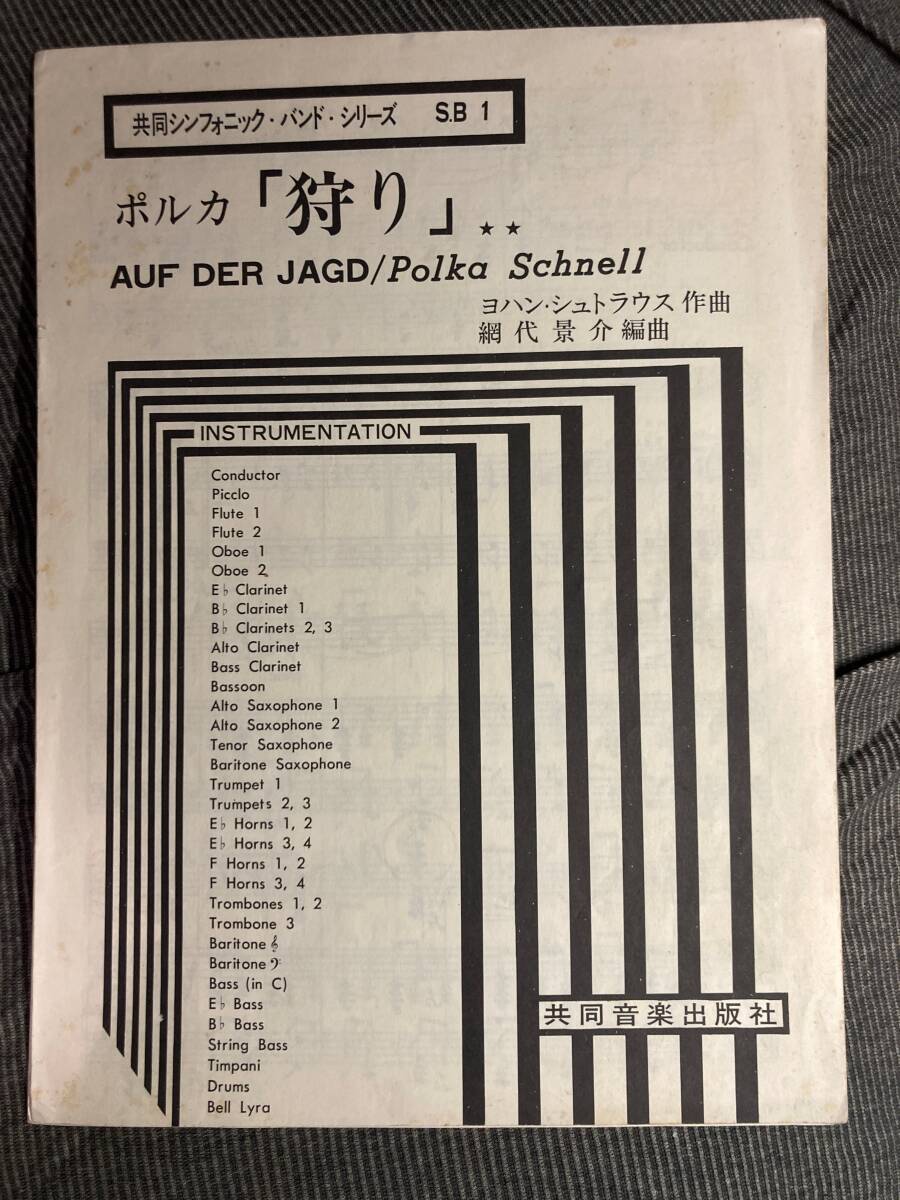 共同シンフォニック・バンド・シリーズ S.B 1
ポルカ「狩り」★★
AUF DER JAGD/Polka Schnell
ヨハン・シュトラウス 作曲
網代景介 編曲
INSTRUMENTATION
Conductor
Picclo
Flute 1
Flute 2
Oboe 1
Oboe 2
E♭ Clarinet
B♭ Clarinet 1
B♭ Clarinets 2, 3
Alto Clarinet
Bass Clarinet
Bassoon
Alto Saxophone 1
Alto Saxophone 2
Tenor Saxophone
Baritone Saxophone
Trumpet 1
Trumpets 2, 3
E♭ Horns 1, 2
E♭ Horns 3, 4
F Horns 1, 2
F Horns 3, 4
Trombones 1, 2
Trombone 3
Baritone 𝄞
Baritone 𝄢
Bass (in C)
E♭ Bass
B♭ Bass
String Bass
Timpani
Drums
Bell Lyra
共同音楽出版社